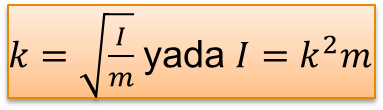 k = √(I/m) yada I = k²m